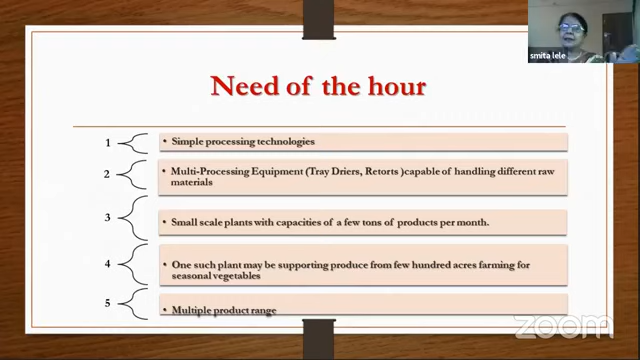 smita lele
Need of the hour
1
• Simple processing technologies
2
• Multi-Processing Equipment (Tray Driers, Retorts )capable of handling different raw
materials
3
• Small scale plants with capacities of a few tons of products per month.
4
• One such plant may be supporting produce from few hundred acres farming for
seasonal vegetables
5
• Multiple product range
zoom